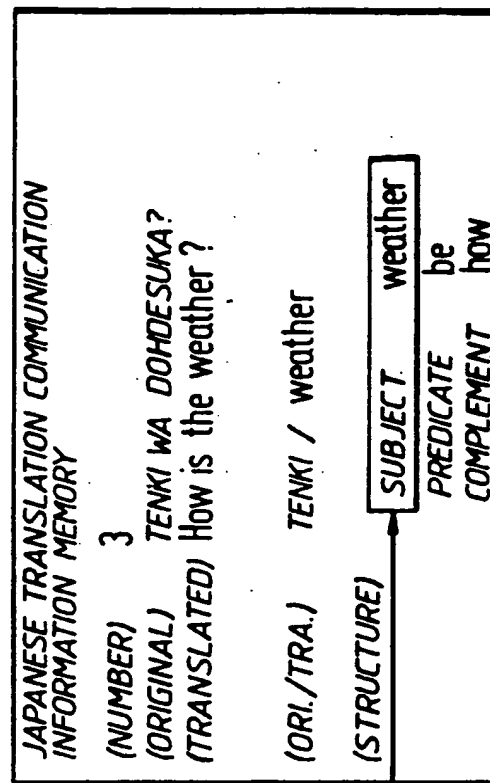 JAPANESE TRANSLATION COMMUNICATION
INFORMATION MEMORY
(NUMBER) 3
(ORIGINAL) TENKI WA DOHDESUKA?
(TRANSLATED) How is the weather ?
(ORI./TRA.) TENKI / weather
(STRUCTURE)
SUBJECT. weather
PREDICATE be
COMPLEMENT how